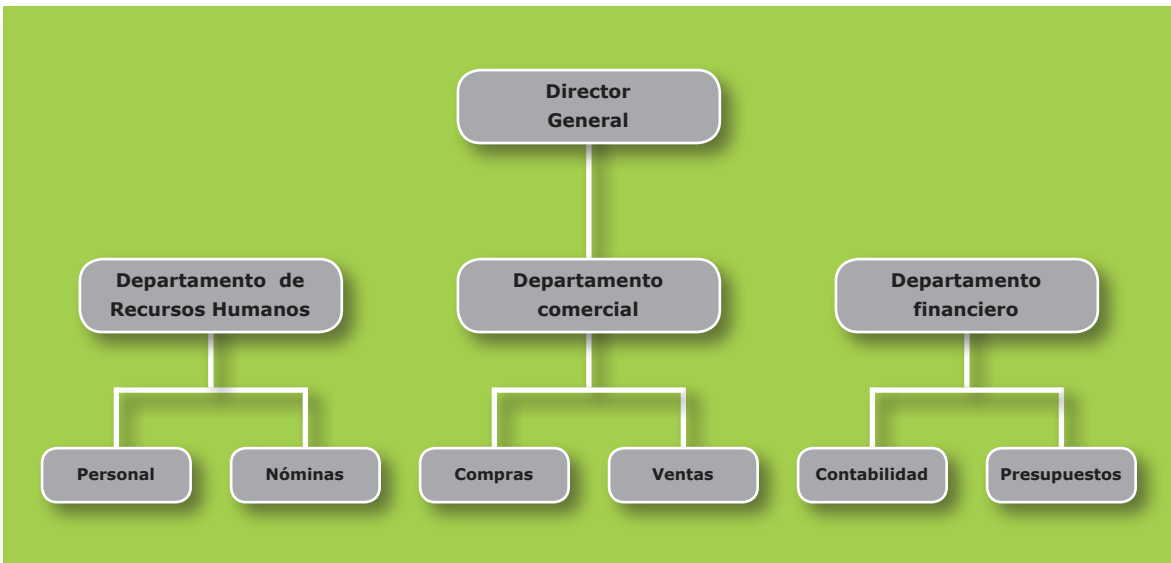 Director
General
Departamento de
Recursos Humanos
Departamento
comercial
Departamento
financiero
Personal
Nóminas
Compras
Ventas
Contabilidad
Presupuestos